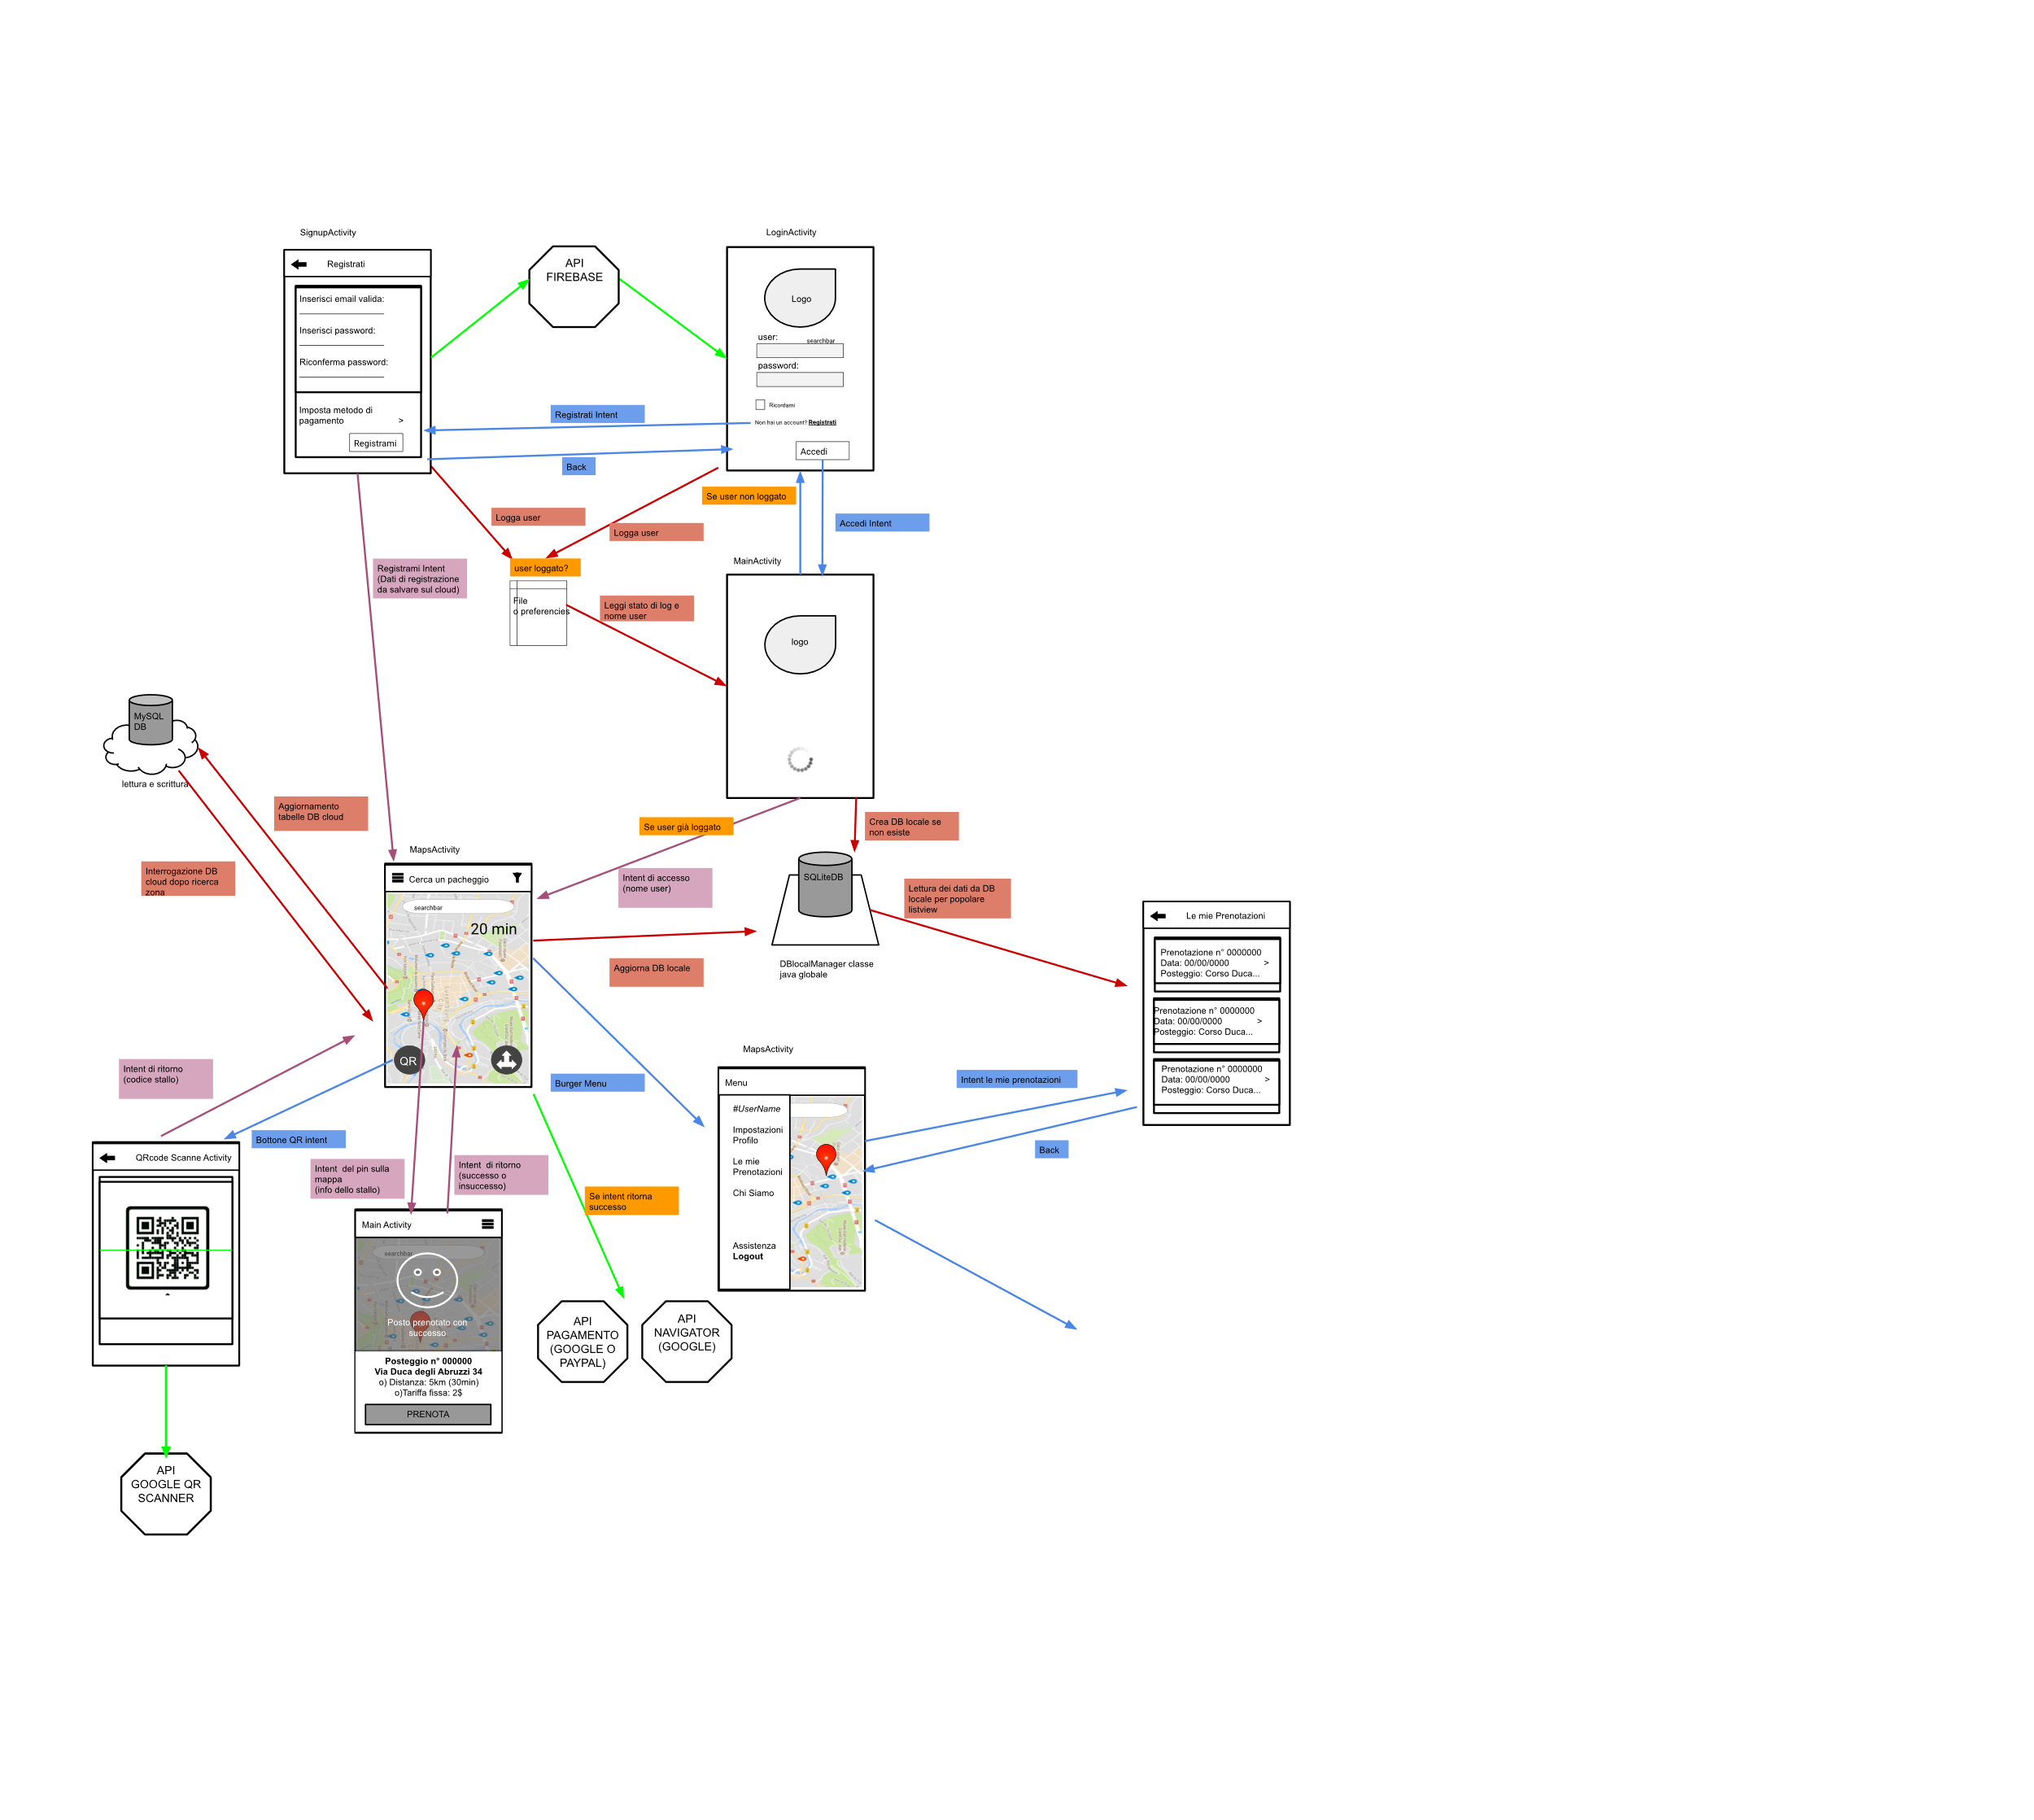 SignupActivity
Registrati
Inserisci email valida:
Inserisci password:
Riconferma password:
Imposta metodo di
pagamento >
Registrami
API
FIREBASE
LoginActivity
Logo
user:
searchbar
password:
Ricordami
Non hai un account? Registrati
Accedi
Registrati Intent
Back
Se user non loggato
Accedi Intent
Logga user
Logga user
user loggato?
File
o preferencies
Leggi stato di log e
nome user
MainActivity
logo
Registrami Intent
(Dati di registrazione
da salvare sul cloud)
MySQL
DB
lettura e scrittura
Aggiornamento
tabelle DB cloud
Interrogazione DB
cloud dopo ricerca
zona
Se user già loggato
Intent di accesso
(nome user)
Crea DB locale se
non esiste
SQLiteDB
DBlocalManager classe
java globale
Lettura dei dati da DB
locale per popolare
listview
MapsActivity
Cerca un pacheggio
searchbar
20 min
QR
Aggiorna DB locale
Burger Menu
Le mie Prenotazioni
Prenotazione n° 0000000
Data: 00/00/0000 >
Posteggio: Corso Duca...
Prenotazione n° 0000000
Data: 00/00/0000 >
Posteggio: Corso Duca...
Prenotazione n° 0000000
Data: 00/00/0000 >
Posteggio: Corso Duca...
MapsActivity
Menu
#UserName
Impostazioni
Profilo
Le mie
Prenotazioni
Chi Siamo
Assistenza
Logout
Intent le mie prenotazioni
Back
Intent di ritorno
(codice stallo)
Bottone QR intent
QRcode Scanne Activity
Intent del pin sulla
mappa
(info dello stallo)
Intent di ritorno
(successo o
insuccesso)
Se intent ritorna
successo
Main Activity
searchbar
Posto prenotato con
successo
Posteggio n° 000000
Via Duca degli Abruzzi 34
o) Distanza: 5km (30min)
o)Tariffa fissa: 2$
PRENOTA
API
PAGAMENTO
(GOOGLE O
PAYPAL)
API
NAVIGATOR
(GOOGLE)
API
GOOGLE QR
SCANNER